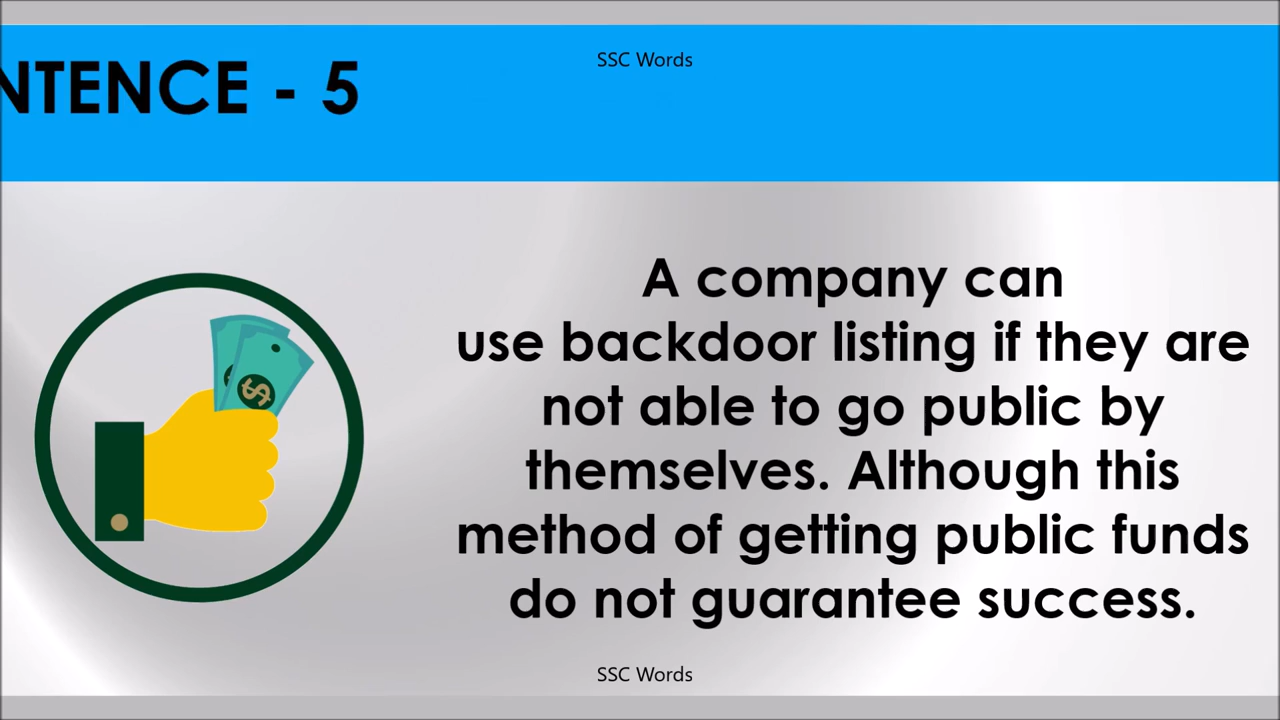 SSC Words
NTENCE - 5
A company can
use backdoor listing if they are
not able to go public by
themselves. Although this
method of getting public funds
do not guarantee success.
SSC Words